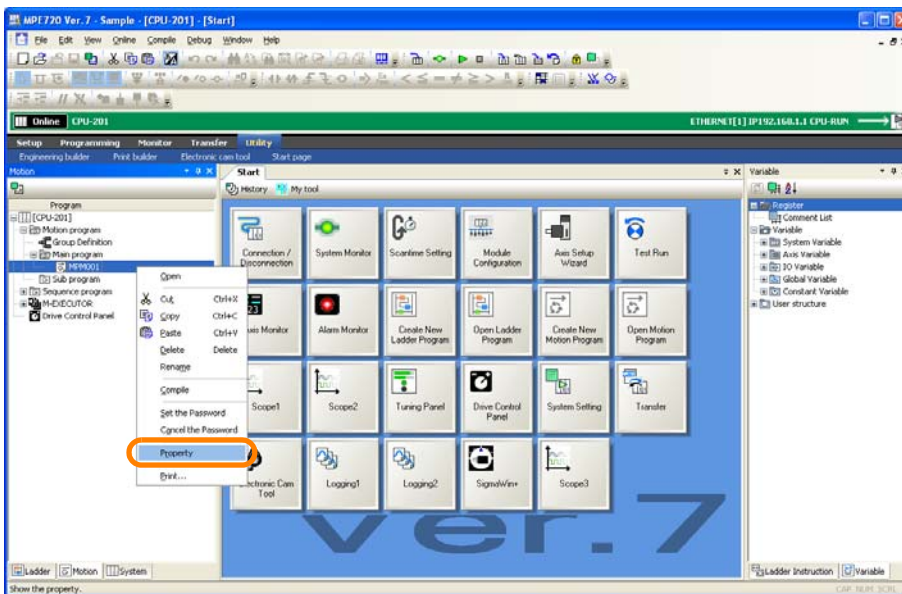 MPE720 Ver. 7 - Sample - [CPU-201] - [Start]
File Edit View Online Compile Debug Window Help
Online CPU-201 ETHERNET[1] IP192.160.1.1 CPU-RUN
Setup Programming Monitor Transfer Utility
Engineering builder Print builder Electronic cam tool Start page
Motion
Program
[CPU-201]
Motion program
Group Definition
Main program
MPM001
Sub program
Sequence program
M-EXECUTOR
Drive Control Panel
Open
Cut Ctrl+X
Copy Ctrl+C
Paste Ctrl+V
Delete Delete
Rename
Compile
Set the Password
Cancel the Password
Property
Print...
Start
History My tool
Connection / Disconnection
System Monitor
Scantime Setting
Module Configuration
Axis Setup Wizard
Test Run
Monitor
Alarm Monitor
Create New Ladder Program
Open Ladder Program
Create New Motion Program
Open Motion Program
Scope1
Scope2
Tuning Panel
Drive Control Panel
System Setting
Transfer
Cam Tool
Logging1
Logging2
SigmaWin+
Scope3
ver.7
Variable
Register
Comment List
Variable
System Variable
Axis Variable
IO Variable
Global Variable
Constant Variable
User structure
Ladder Motion System
Ladder Instruction Variable
Show the property. CAP NUM SCRL